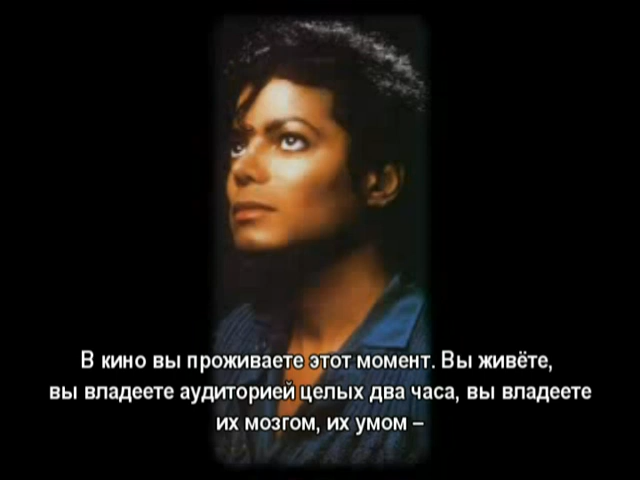 В кино вы проживаете этот момент. Вы живёте,
вы владеете аудиторией целых два часа, вы владеете
их мозгом, их умом –